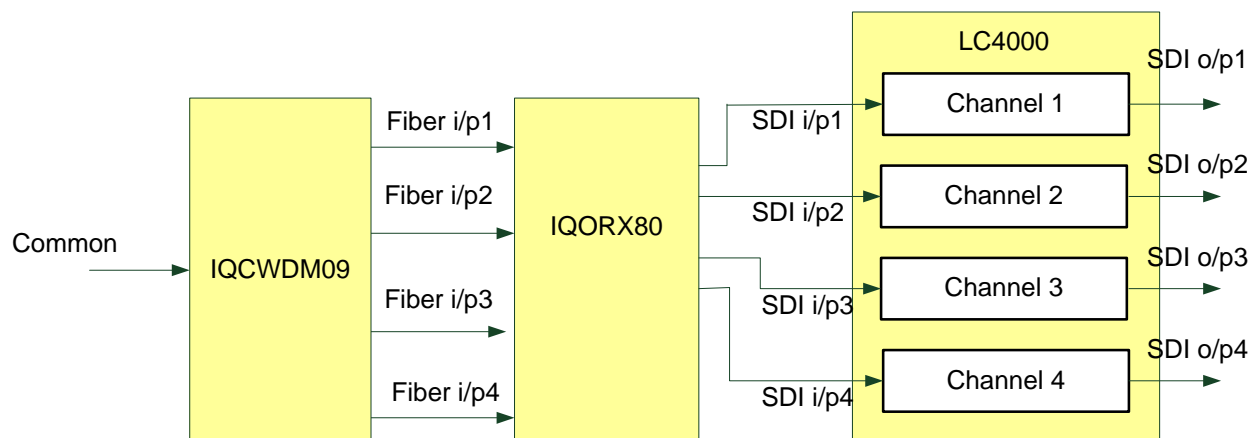 LC4000
SDI o/p1
Channel 1
Fiber i/p1
SDI i/p1
SDI o/p2
Fiber i/p2
Channel 2
SDI i/p2
IQORX80
Common
IQCWDM09
SDI o/p3
Channel 3
Fiber i/p3
SDI i/p3
SDI o/p4
Channel 4
Fiber i/p4
SDI i/p4